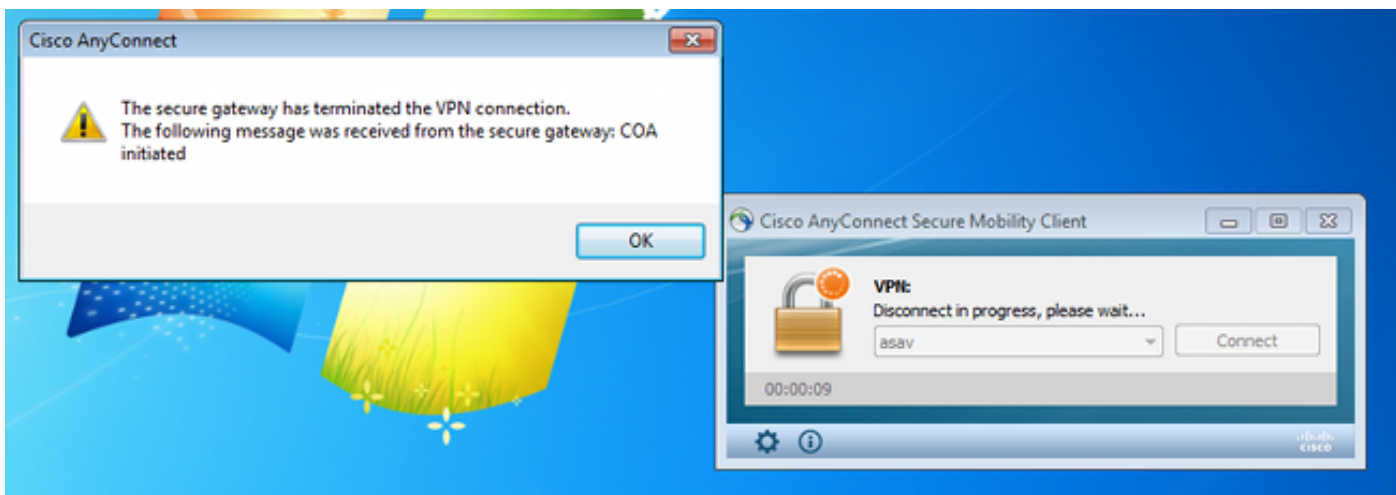 Cisco AnyConnect
The secure gateway has terminated the VPN connection.
The following message was received from the secure gateway: COA
initiated
OK
Cisco AnyConnect Secure Mobility Client
VPN:
Disconnect in progress, please wait...
asav
Connect
00:00:09
CISCO